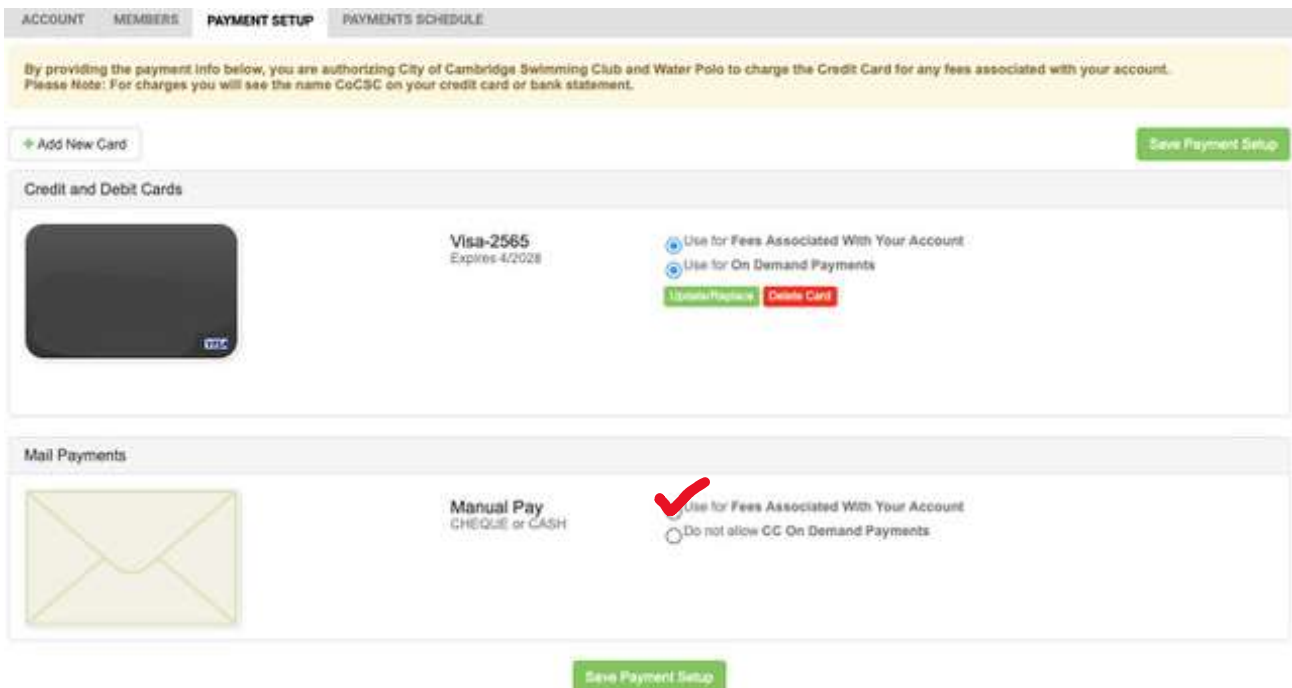 ACCOUNT MEMBERS PAYMENT SETUP PAYMENTS SCHEDULE
By providing the payment info below, you are authorizing City of Cambridge Swimming Club and Water Polo to charge the Credit Card for any fees associated with your account.
Please Note: For charges you will see the name CoCSC on your credit card or bank statement.
+ Add New Card
Save Payment Setup
Credit and Debit Cards
Visa-2565
Expires 4/2028
Use for Fees Associated With Your Account
Use for On Demand Payments
Update/Replace Delete Card
VISA
Mail Payments
Manual Pay
CHEQUE or CASH
Use for Fees Associated With Your Account
Do not allow CC On Demand Payments
Save Payment Setup